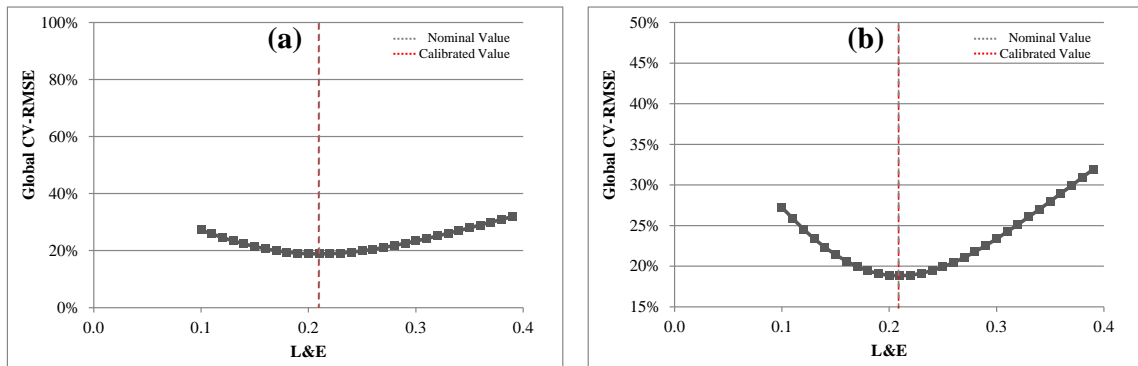 (a)
Nominal Value
Calibrated Value
Global CV-RMSE
100%
80%
60%
40%
20%
0%
0.0
0.1
0.2
0.3
0.4
L&E
(b)
Nominal Value
Calibrated Value
Global CV-RMSE
50%
45%
40%
35%
30%
25%
20%
15%
0.0
0.1
0.2
0.3
0.4
L&E